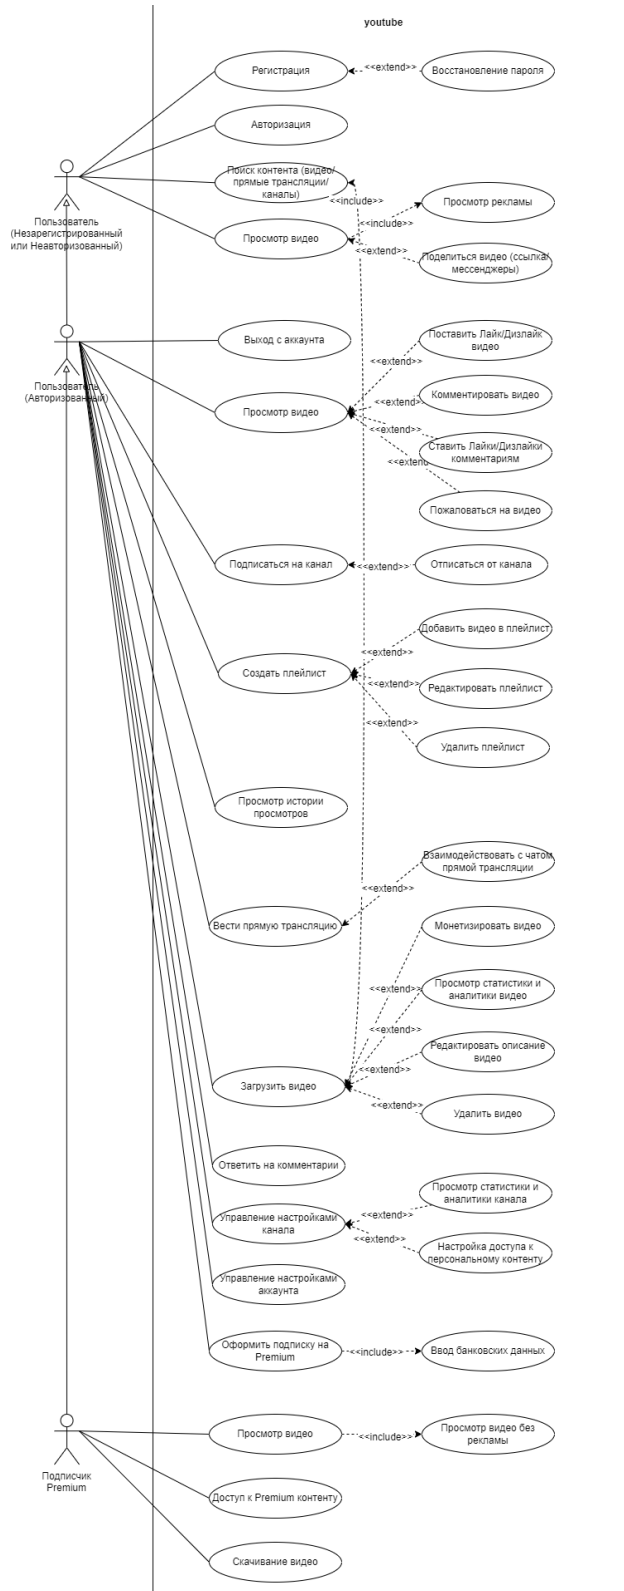 youtube
Регистрация
<<extend>>
Восстановление пароля
Авторизация
Поиск контента (видео/
прямые трансляции/
каналы)
<<include>>
Пользователь
(Незарегистрированный
или Неавторизованный)
Просмотр видео
<<include>>
Просмотр рекламы
<<extend>>
Поделиться видео (ссылка/
мессенджеры)
Пользователь
(Авторизованный)
Выход с аккаунта
Просмотр видео
<<extend>>
Поставить Лайк/Дизлайк
видео
<<extend>>
Комментировать видео
<<extend>>
Ставить Лайки/Дизлайки
комментариям
<<extend
Пожаловаться на видео
Подписаться на канал
<<extend>>
Отписаться от канала
Создать плейлист
<<extend>>
Добавить видео в плейлист
<<extend>>
Редактировать плейлист
<<extend>>
Удалить плейлист
Просмотр истории
просмотров
Вести прямую трансляцию
<<extend>>
Взаимодействовать с чатом
прямой трансляции
Загрузить видео
<<extend>>
Монетизировать видео
<<extend>>
Просмотр статистики и
аналитики видео
<<extend>>
Редактировать описание
видео
<<extend>>
Удалить видео
Ответить на комментарии
Управление настройками
канала
<<extend>>
Просмотр статистики и
аналитики канала
<<extend>>
Настройка доступа к
персональному контенту
Управление настройками
аккаунта
Оформить подписку на
Premium
<<include>>
Ввод банковских данных
Подписчик
Premium
Просмотр видео
<<include>>
Просмотр видео без
рекламы
Доступ к Premium контенту
Скачивание видео